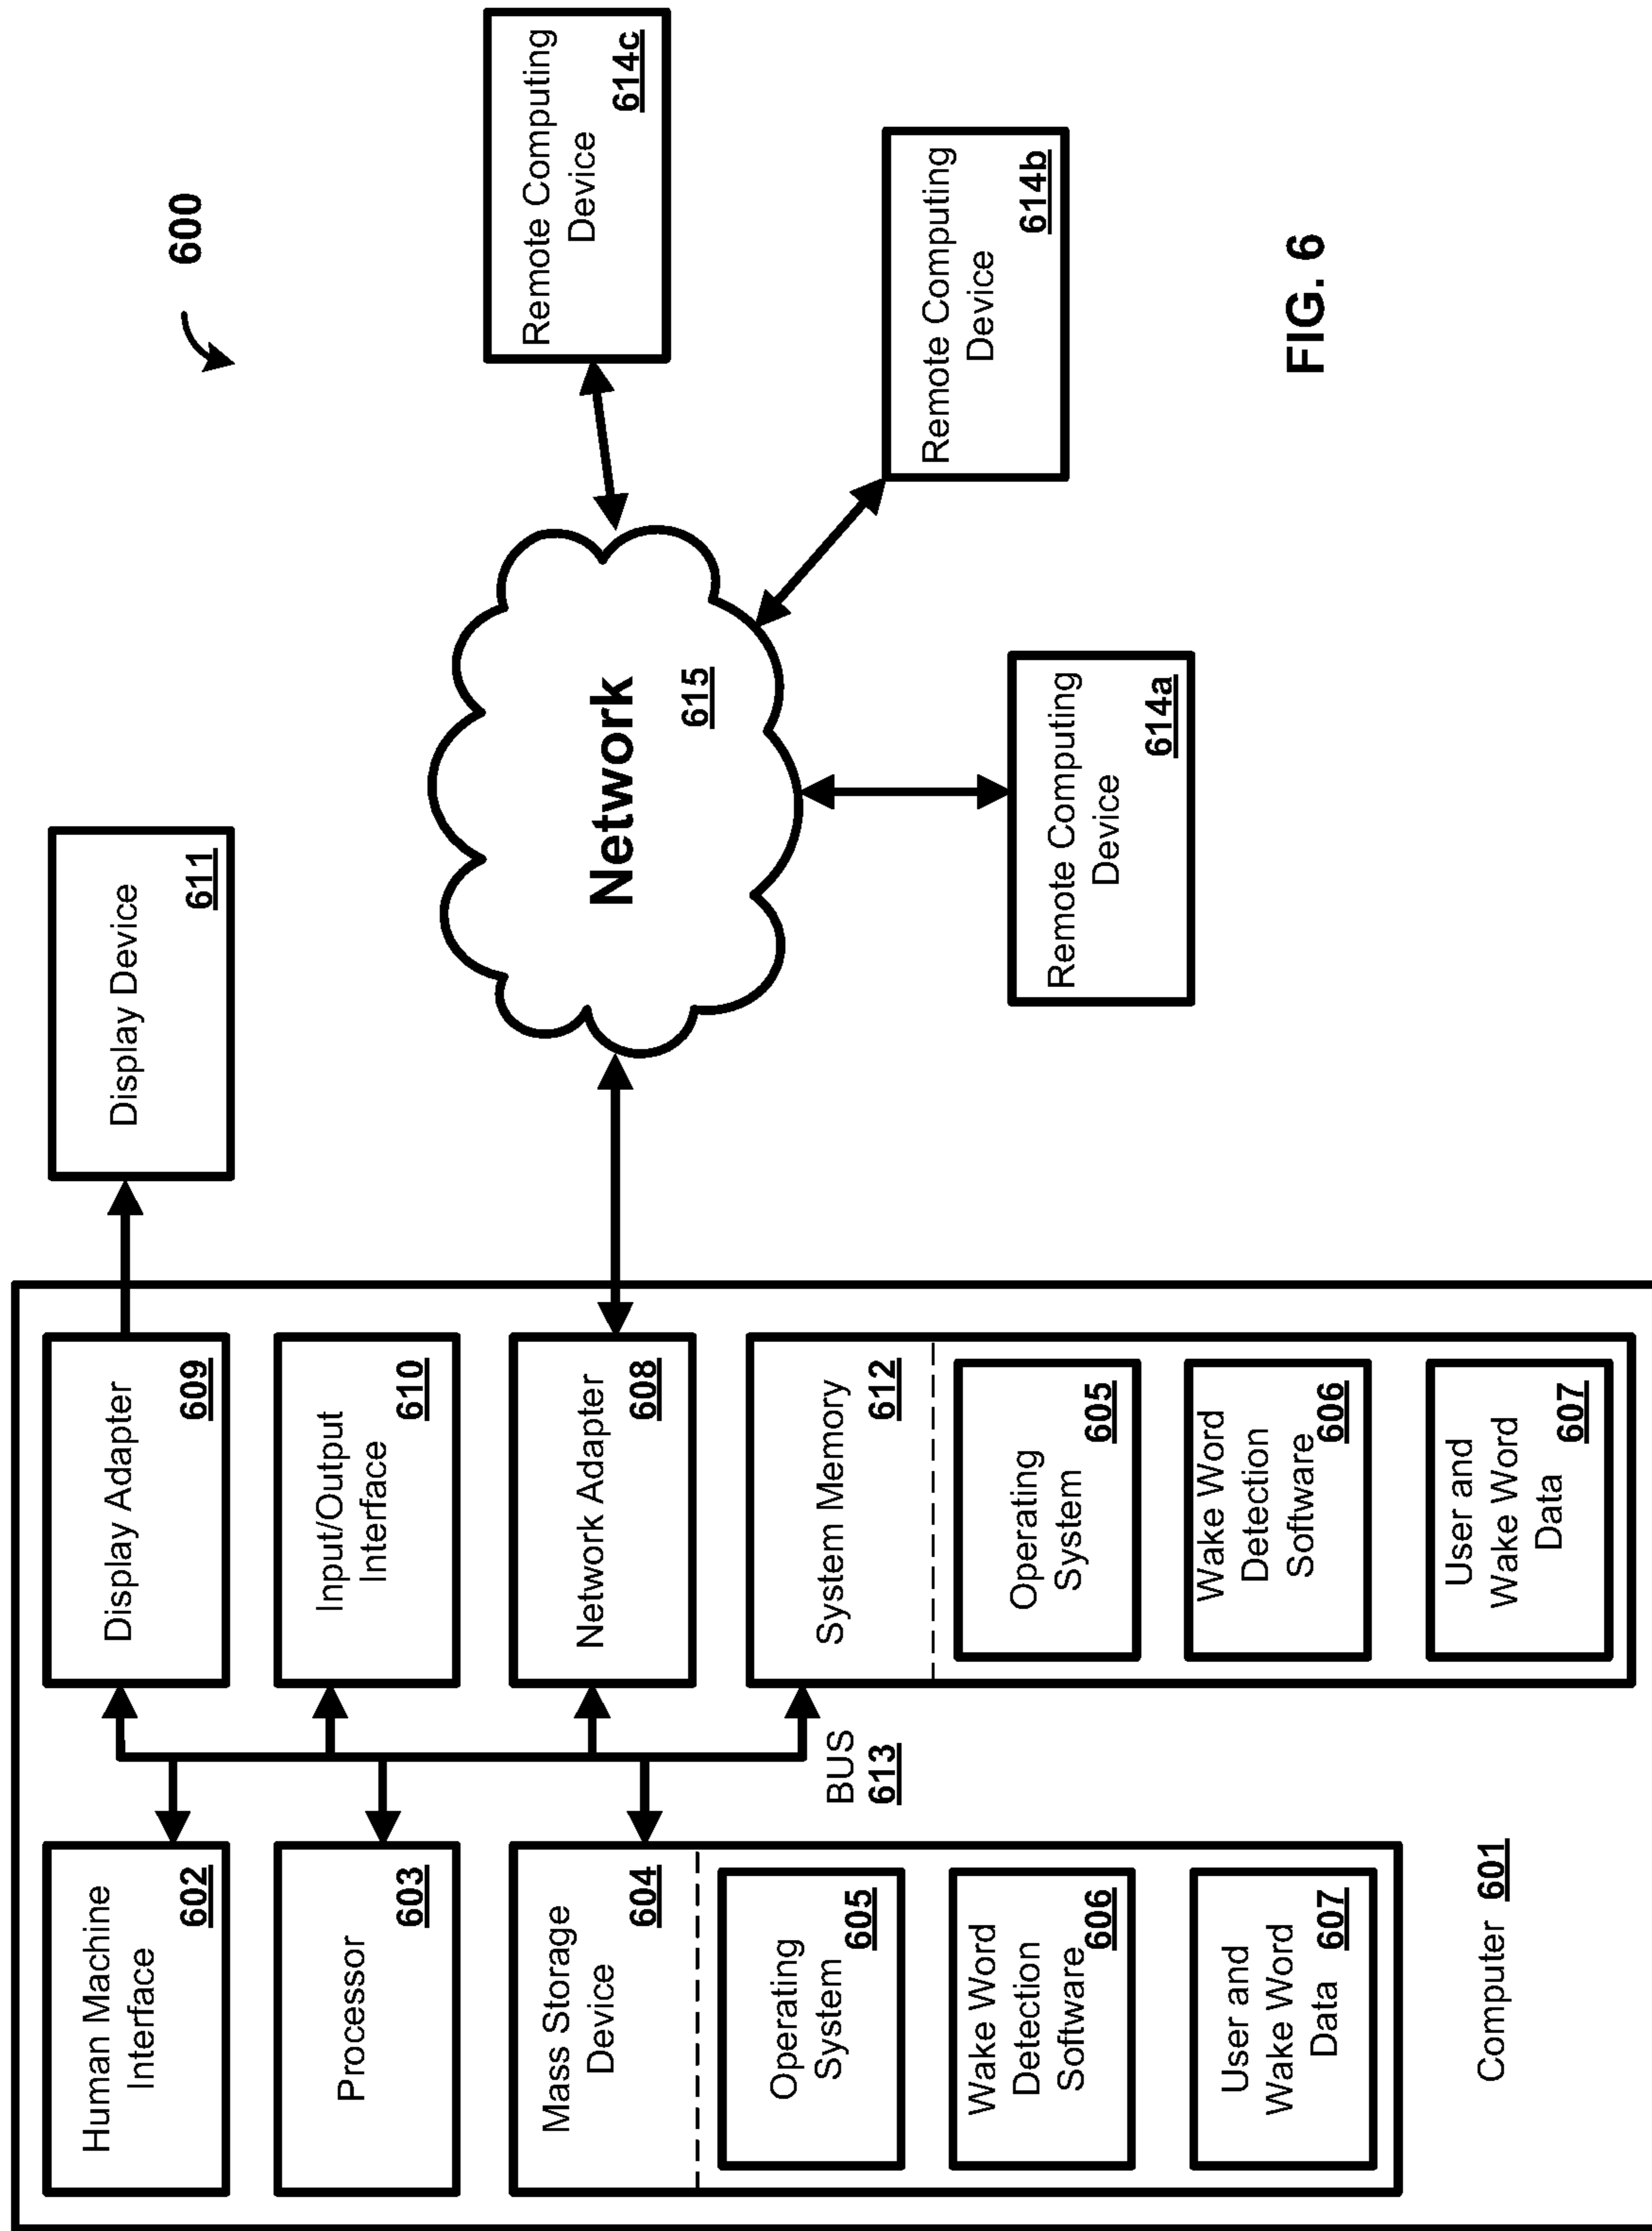 600
Human Machine
Interface
602
Processor
603
Mass Storage
Device
604
Operating
System
605
Wake Word
Detection
Software
606
User and
Wake Word
Data
607
BUS
613
Display Adapter
609
Input/Output
Interface
610
Network Adapter
608
System Memory
612
Operating
System
605
Wake Word
Detection
Software
606
User and
Wake Word
Data
607
Computer 601
Display Device
611
Network
615
Remote Computing
Device
614a
Remote Computing
Device
614b
Remote Computing
Device
614c
FIG. 6